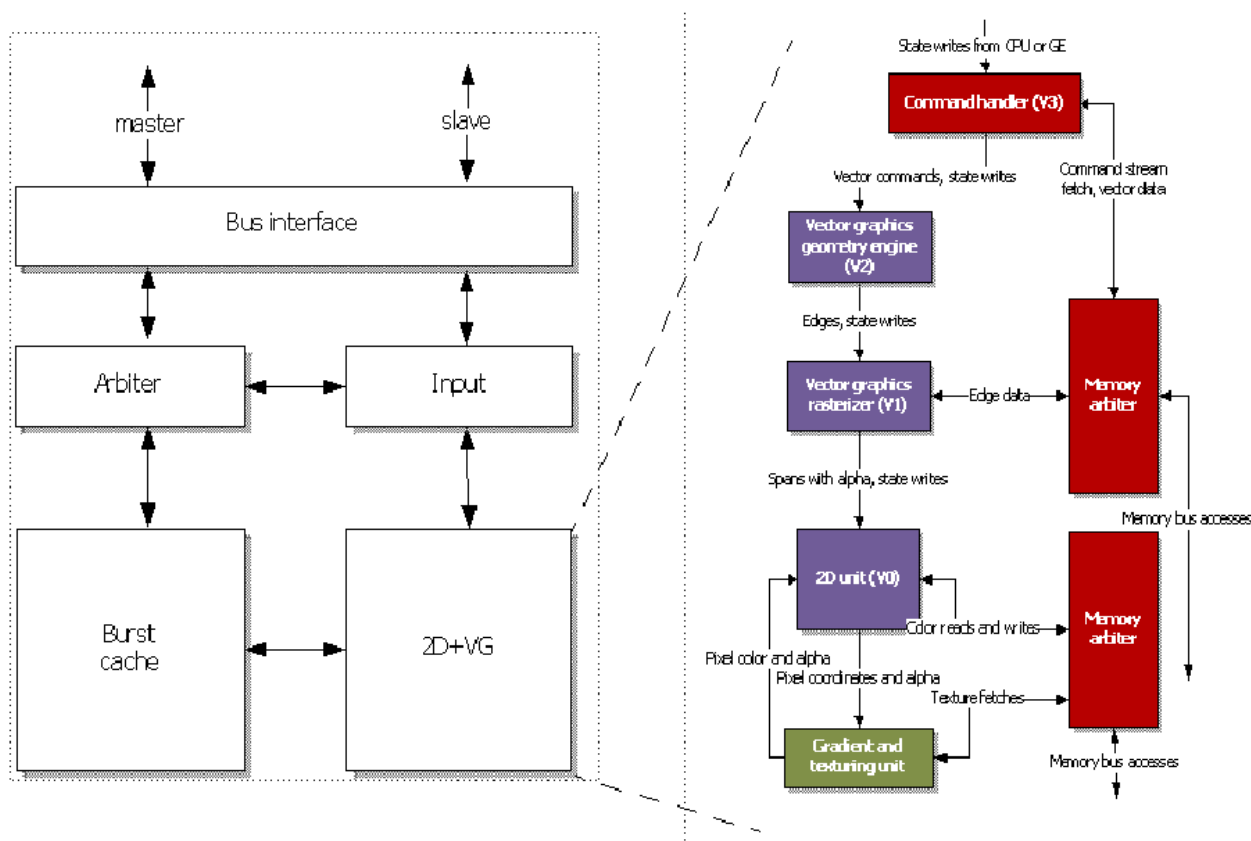 master
slave
Bus interface
Arbiter
Input
Burst
cache
2D+VG
State writes from CPU or GE
Command handler (V3)
Vector commands, state writes
Command stream
fetch, vector data
Vector graphics
geometry engine
(V2)
Edges, state writes
Vector graphics
rasterizer (V1)
Edge data
Memory
arbiter
Spans with alpha, state writes
Memory bus accesses
2D unit (V0)
Memory
arbiter
Color reads and writes
Pixel color and alpha
Pixel coordinates and alpha
Texture fetches
Gradient and
texturing unit
Memory bus accesses